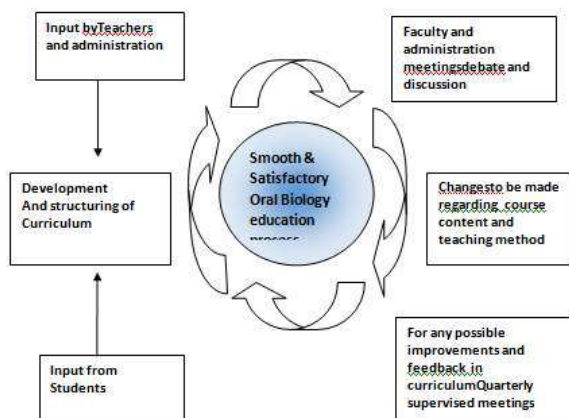 Input byTeachers
and administration
Faculty and
administration
meetingsdebate and
discussion
Smooth &
Satisfactory
Oral Biology
education
process
Development
And structuring of
Curriculum
Changesto be made
regarding course
content and
teaching method
Input from
Students
For any possible
improvements and
feedback in
curriculumQuarterly
supervised meetings